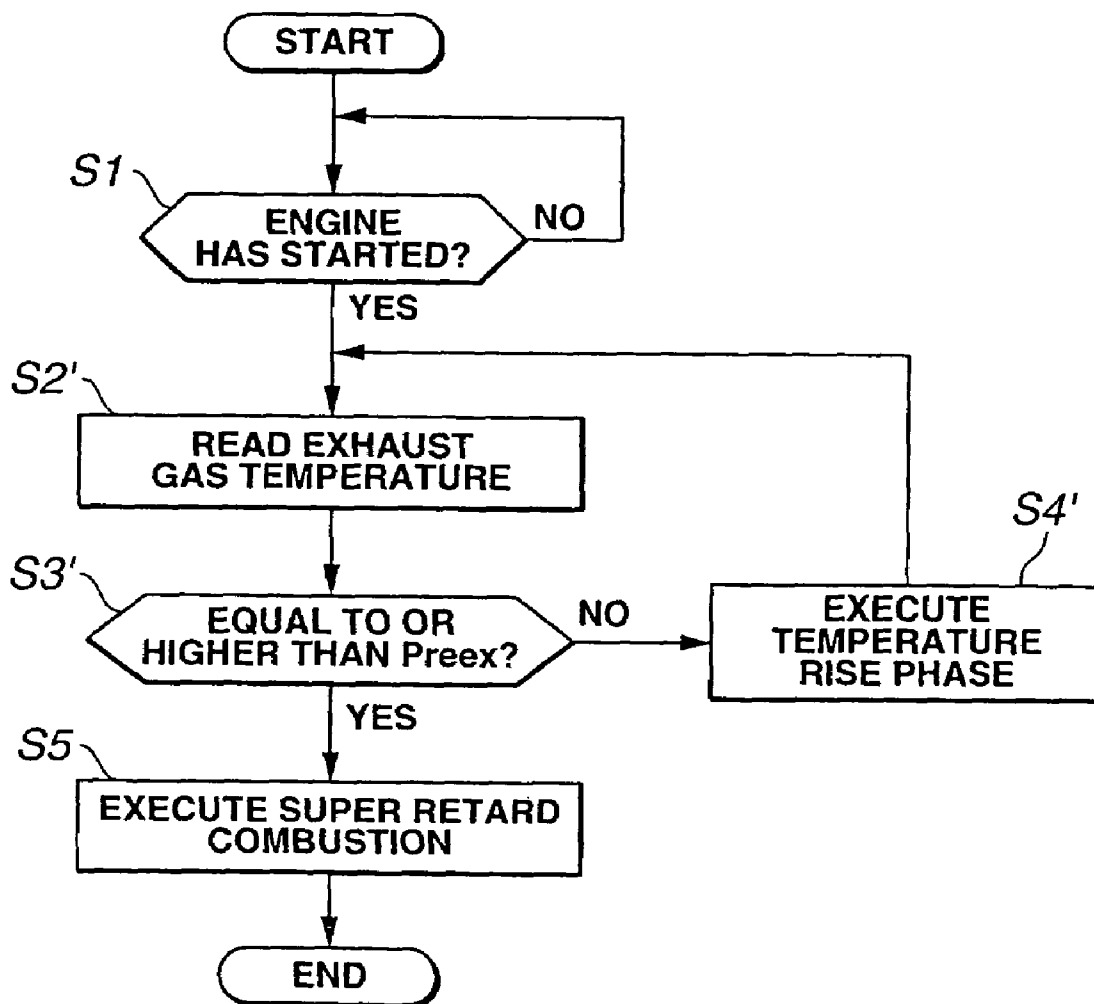 START
S1
ENGINE
HAS STARTED?
NO
YES
S2'
READ EXHAUST
GAS TEMPERATURE
S3'
EQUAL TO OR
HIGHER THAN Preex?
NO
S4'
EXECUTE
TEMPERATURE
RISE PHASE
YES
S5
EXECUTE SUPER RETARD
COMBUSTION
END